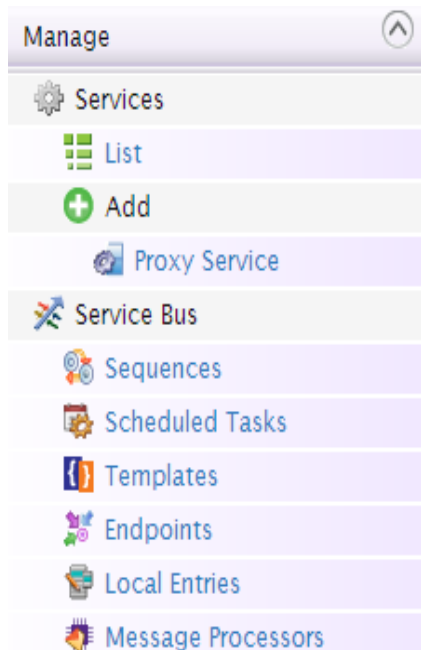 Manage
Services
List
Add
Proxy Service
Service Bus
Sequences
Scheduled Tasks
Templates
Endpoints
Local Entries
Message Processors